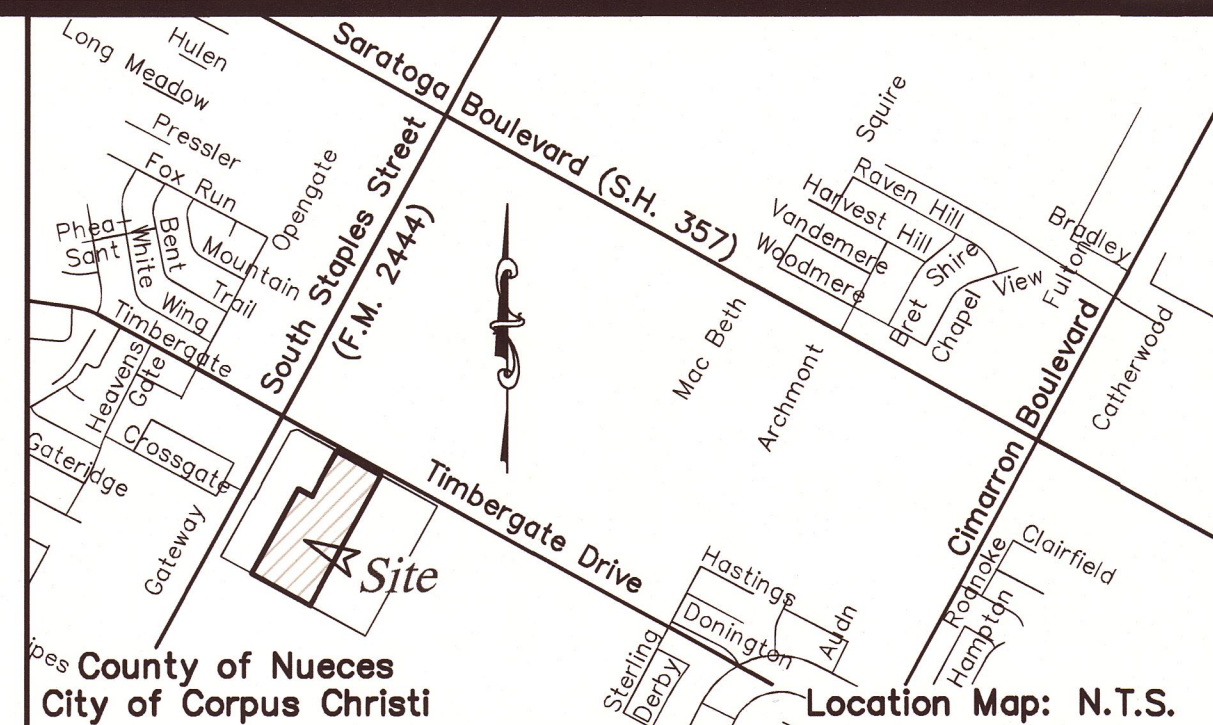 Long Meadow
Hulen
Pressler
Fox Run
Opengate
Phea-
Sant
White
Wing
Bent
Trail
Mountain
Timbergate
Heavens
Gate
Crossgate
Gateridge
Gateway
Saratoga Boulevard (S.H. 357)
South Staples Street
(F.M. 2444)
Squire
Raven Hill
Harvest Hill
Vandemere
Woodmere
Bret
Shire
Chapel
View
Fulton
Bradley
Catherwood
Mac Beth
Archmont
Cimarron Boulevard
Timbergate Drive
Site
Hastings
Donington
Audn
Sterling
Derby
Roanoke
Hampton
Clairfield
ipes
County of Nueces
City of Corpus Christi
Location Map: N.T.S.